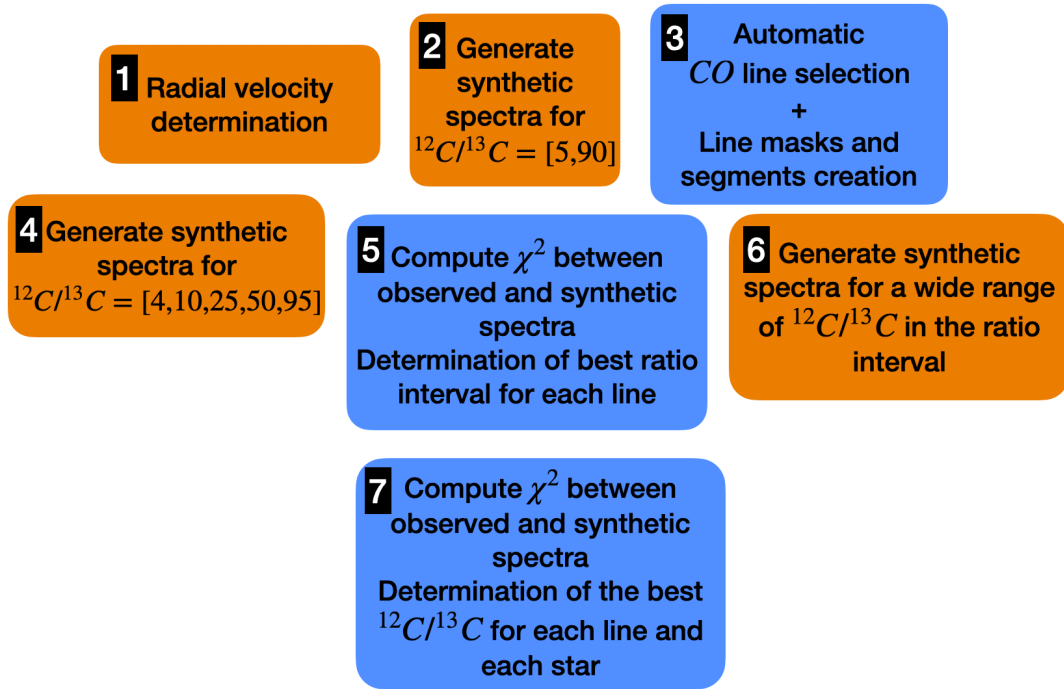 1
Radial velocity
determination
2
Generate
synthetic
spectra for
¹²C/¹³C = [5,90]
3
Automatic
CO line selection
+
Line masks and
segments creation
4
Generate synthetic
spectra for
¹²C/¹³C = [4,10,25,50,95]
5
Compute χ² between
observed and synthetic
spectra
Determination of best ratio
interval for each line
6
Generate synthetic
spectra for a wide range
of ¹²C/¹³C in the ratio
interval
7
Compute χ² between
observed and synthetic
spectra
Determination of the best
¹²C/¹³C for each line and
each star